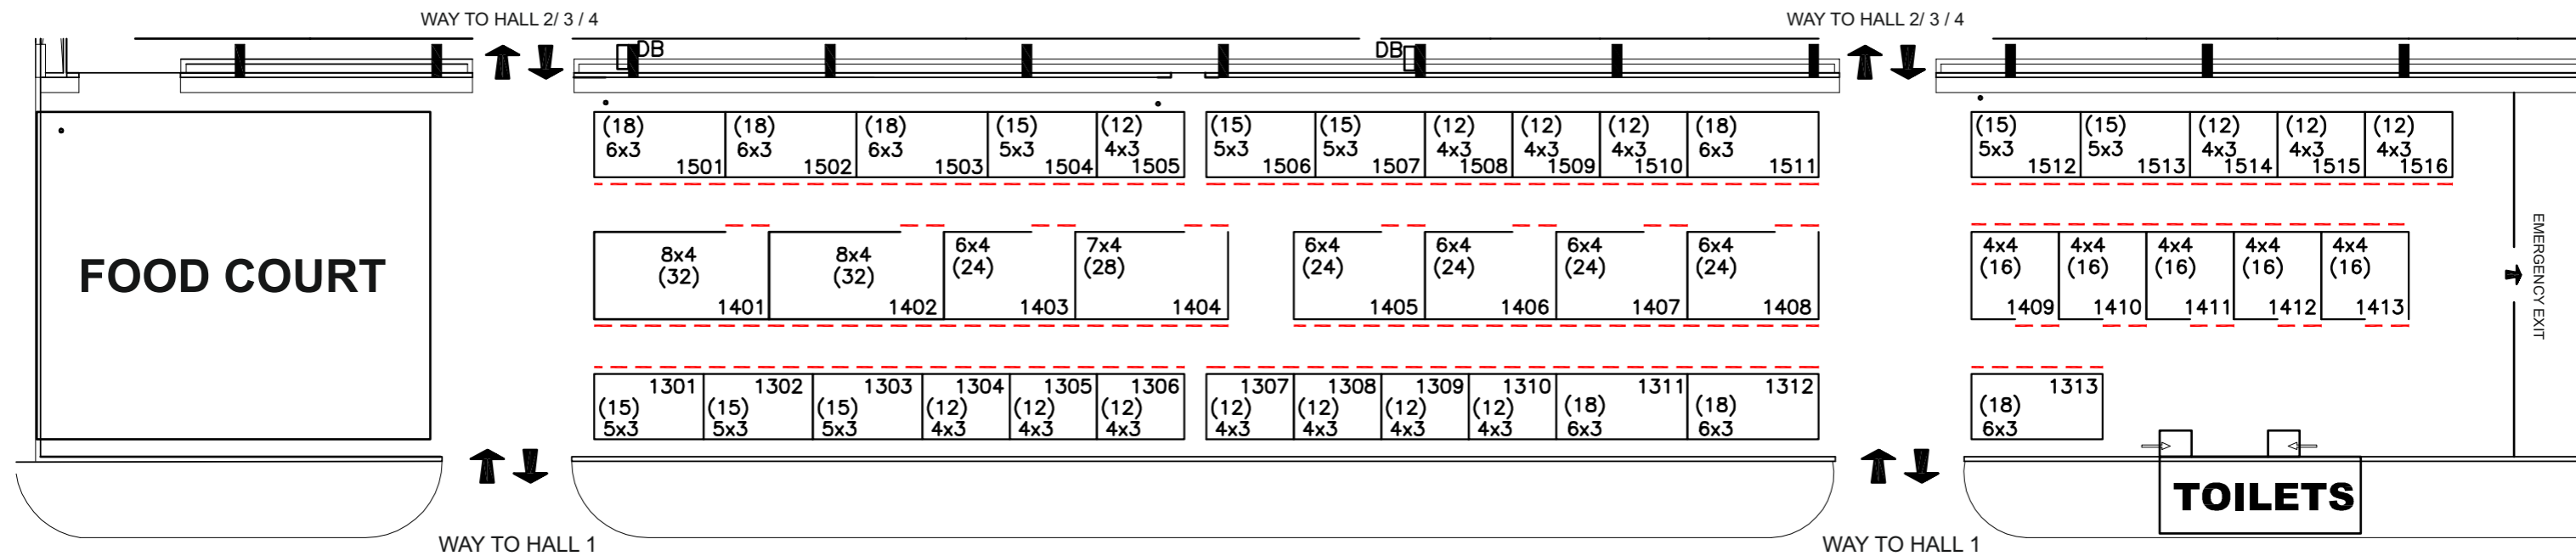 WAY TO HALL 2/ 3 / 4
WAY TO HALL 2/ 3 / 4
DB
DB
(18)
6x3
1501
(18)
6x3
1502
(18)
6x3
1503
(15)
5x3
1504
(12)
4x3
1505
(15)
5x3
1506
(15)
5x3
1507
(12)
4x3
1508
(12)
4x3
1509
(12)
4x3
1510
(18)
6x3
1511
(15)
5x3
1512
(15)
5x3
1513
(12)
4x3
1514
(12)
4x3
1515
(12)
4x3
1516
FOOD COURT
8x4
(32)
1401
8x4
(32)
1402
6x4
(24)
1403
7x4
(28)
1404
6x4
(24)
1405
6x4
(24)
1406
6x4
(24)
1407
6x4
(24)
1408
4x4
(16)
1409
4x4
(16)
1410
4x4
(16)
1411
4x4
(16)
1412
4x4
(16)
1413
EMERGENCY EXIT
1301
(15)
5x3
1302
(15)
5x3
1303
(15)
5x3
1304
(12)
4x3
1305
(12)
4x3
1306
(12)
4x3
1307
(12)
4x3
1308
(12)
4x3
1309
(12)
4x3
1310
(12)
4x3
1311
(18)
6x3
1312
(18)
6x3
1313
(18)
6x3
TOILETS
WAY TO HALL 1
WAY TO HALL 1